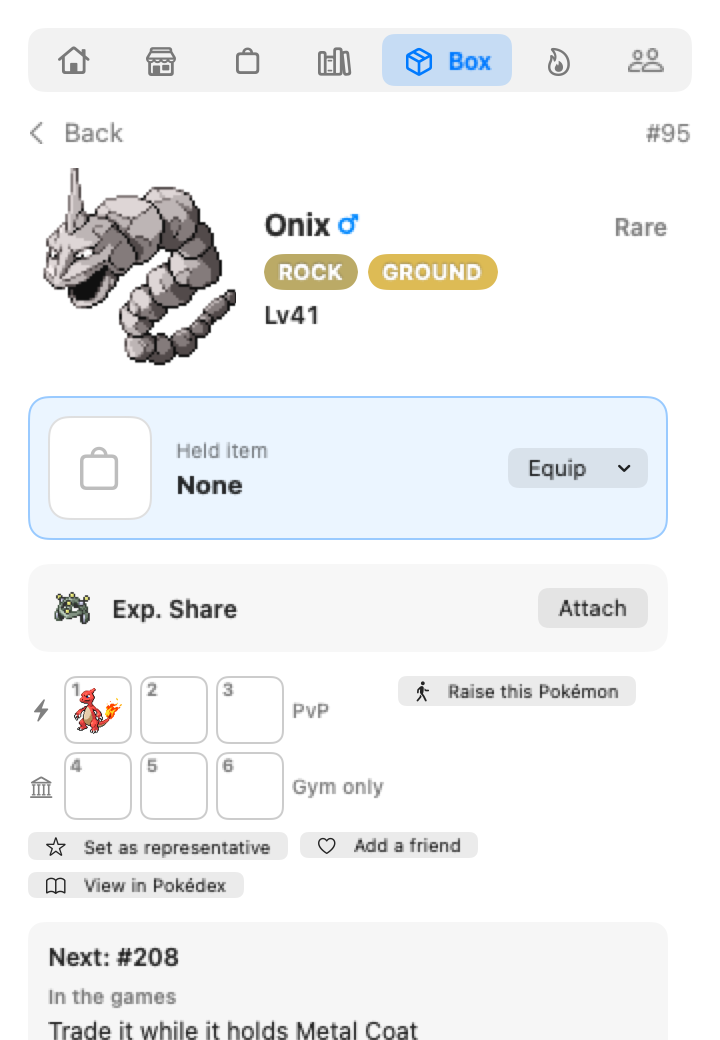 Box
Back
#95
Onix ♂
Rare
ROCK GROUND
Lv41
Held item
None
Equip
Exp. Share
Attach
1 2 3 PvP
Raise this Pokémon
4 5 6 Gym only
Set as representative
Add a friend
View in Pokédex
Next: #208
In the games
Trade it while it holds Metal Coat